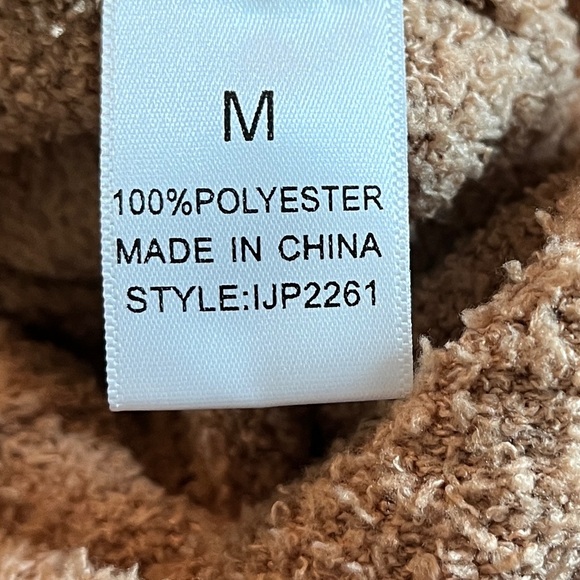 M
100%POLYESTER
MADE IN CHINA
STYLE:IJP2261